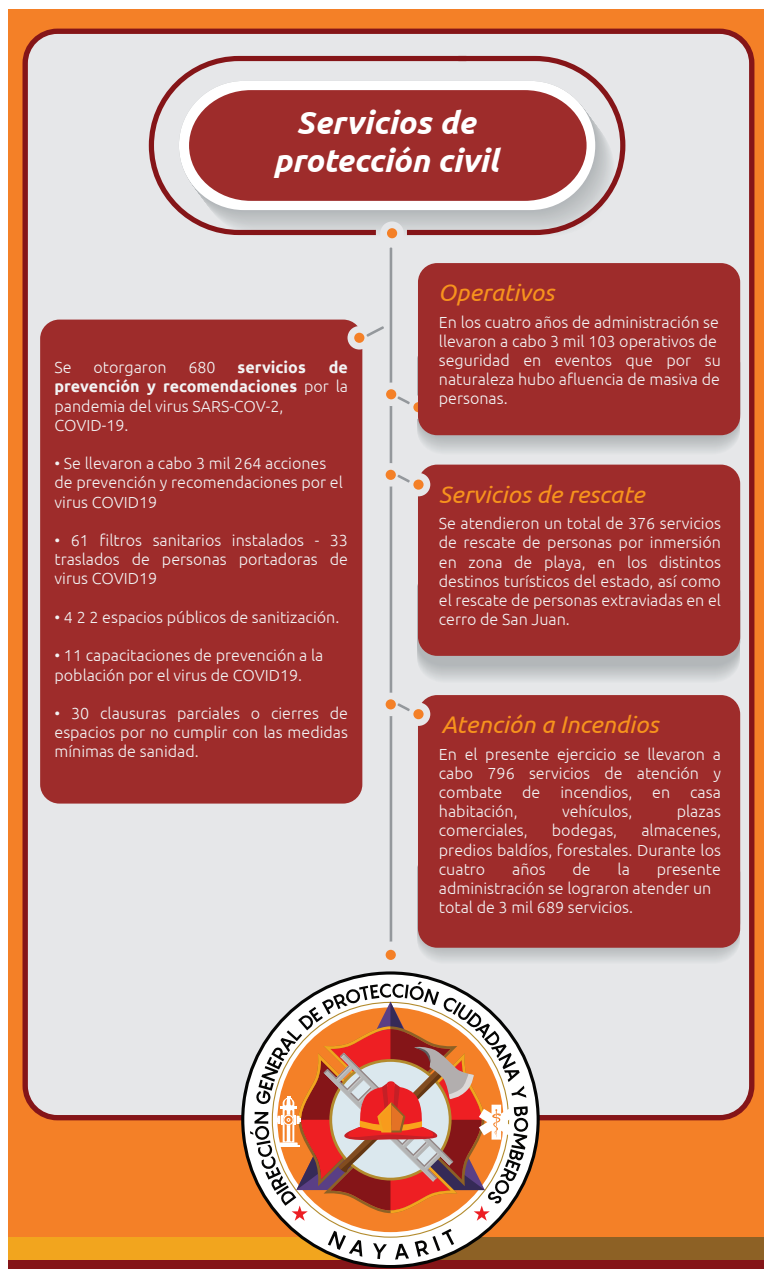 Servicios de
protección civil
Se otorgaron 680 servicios de
prevención y recomendaciones por la
pandemia del virus SARS-COV-2,
COVID-19.
• Se llevaron a cabo 3 mil 264 acciones
de prevención y recomendaciones por el
virus COVID19
• 61 filtros sanitarios instalados - 33
traslados de personas portadoras de
virus COVID19
• 4 2 2 espacios públicos de sanitización.
• 11 capacitaciones de prevención a la
población por el virus de COVID19.
• 30 clausuras parciales o cierres de
espacios por no cumplir con las medidas
mínimas de sanidad.
Operativos
En los cuatro años de administración se
llevaron a cabo 3 mil 103 operativos de
seguridad en eventos que por su
naturaleza hubo afluencia de masiva de
personas.
Servicios de rescate
Se atendieron un total de 376 servicios
de rescate de personas por inmersión
en zona de playa, en los distintos
destinos turísticos del estado, así como
el rescate de personas extraviadas en el
cerro de San Juan.
Atención a Incendios
En el presente ejercicio se llevaron a
cabo 796 servicios de atención y
combate de incendios, en casa
habitación, vehículos, plazas
comerciales, bodegas, almacenes,
predios baldíos, forestales. Durante los
cuatro años de la presente
administración se lograron atender un
total de 3 mil 689 servicios.
DIRECCIÓN GENERAL DE PROTECCIÓN CIUDADANA Y BOMBEROS
NAYARIT